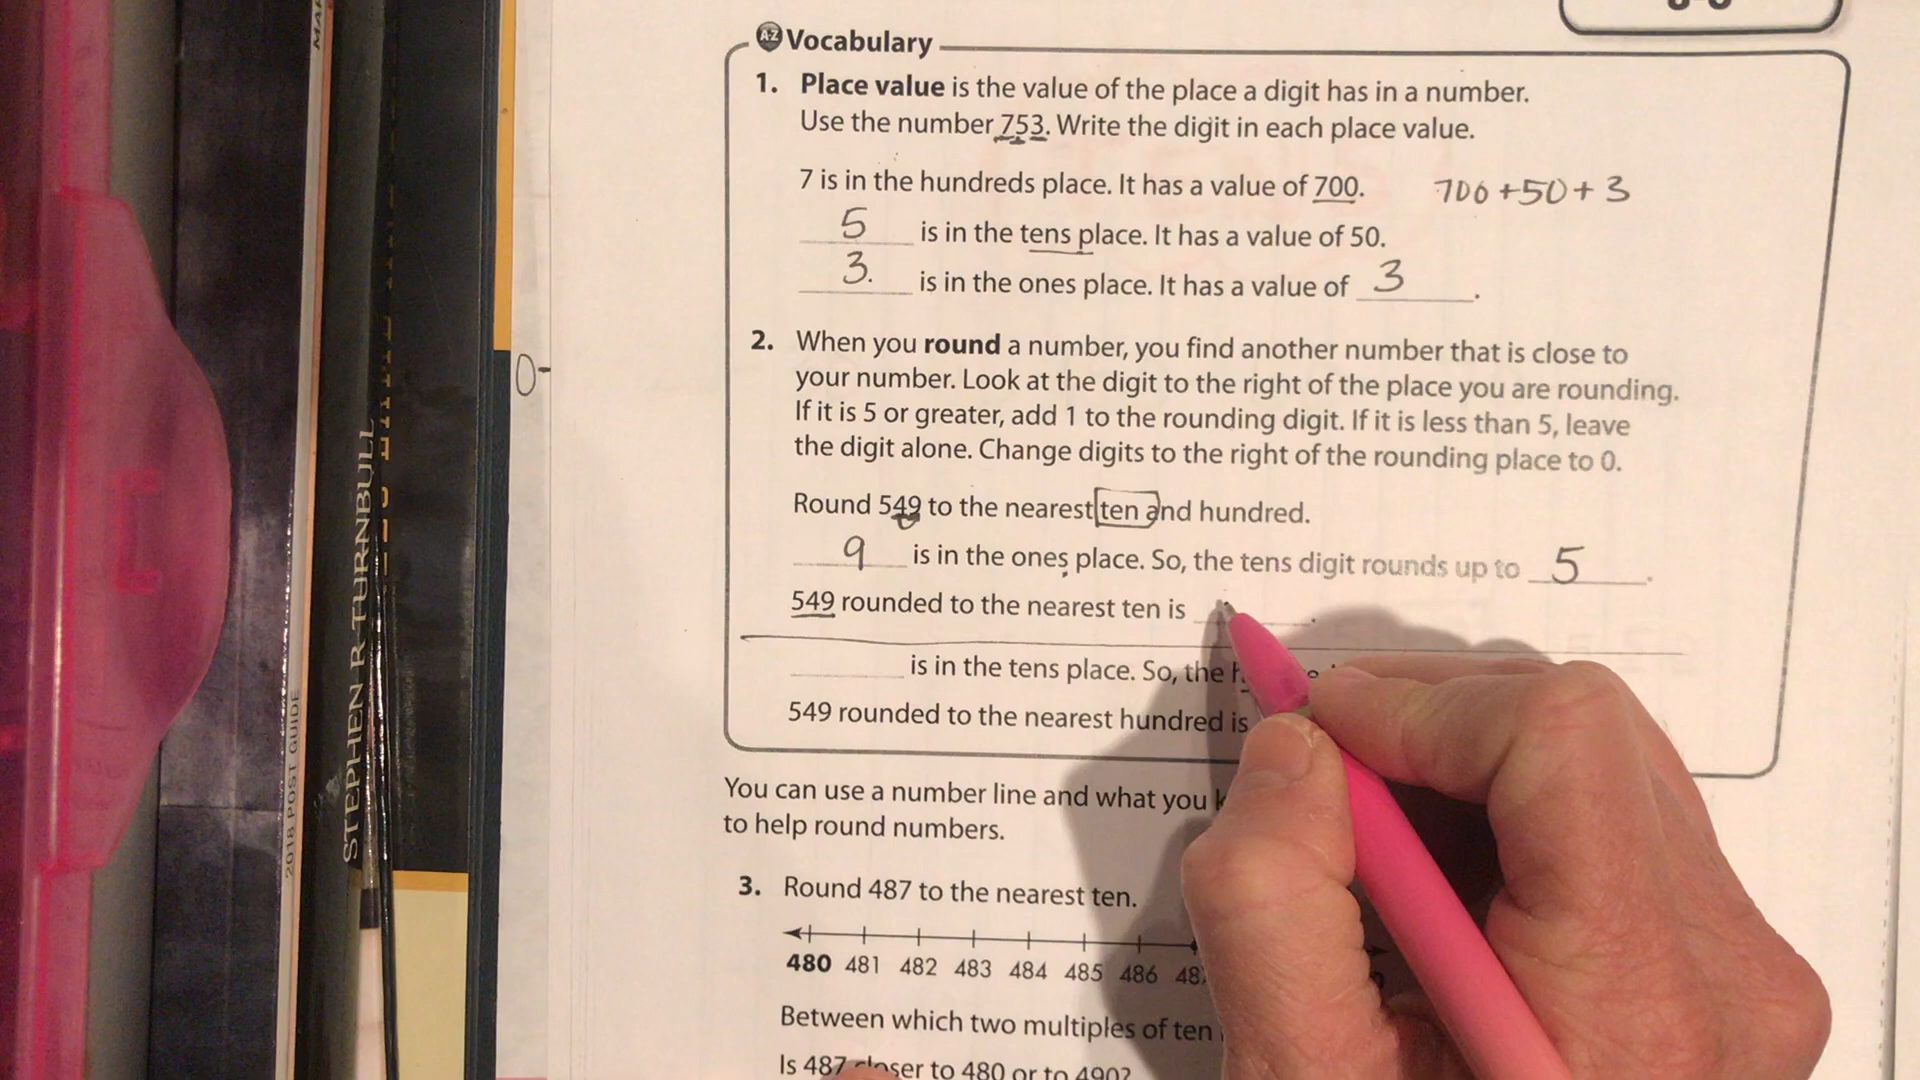 A-Z Vocabulary
1. Place value is the value of the place a digit has in a number.
Use the number 753. Write the digit in each place value.
7 is in the hundreds place. It has a value of 700. 700 + 50 + 3
5 is in the tens place. It has a value of 50.
3. is in the ones place. It has a value of 3.
2. When you round a number, you find another number that is close to
your number. Look at the digit to the right of the place you are rounding.
If it is 5 or greater, add 1 to the rounding digit. If it is less than 5, leave
the digit alone. Change digits to the right of the rounding place to 0.
Round 549 to the nearest ten and hundred.
9 is in the ones place. So, the tens digit rounds up to 5.
549 rounded to the nearest ten is
is in the tens place. So, the
549 rounded to the nearest hundred is
You can use a number line and what you
to help round numbers.
3. Round 487 to the nearest ten.
480 481 482 483 484 485 486
Between which two multiples of ten
Is 487 closer to 480 or to 490?
STEPHEN R TURNBULL
2018 POST GUIDE
0-